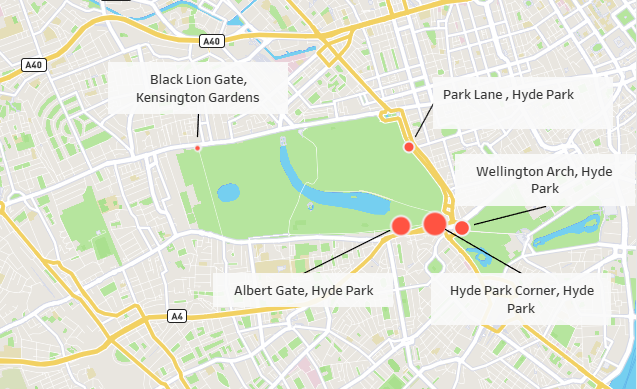 A40
A40
Black Lion Gate,
Kensington Gardens
Park Lane , Hyde Park
Wellington Arch, Hyde
Park
Albert Gate, Hyde Park
Hyde Park Corner, Hyde
Park
A4